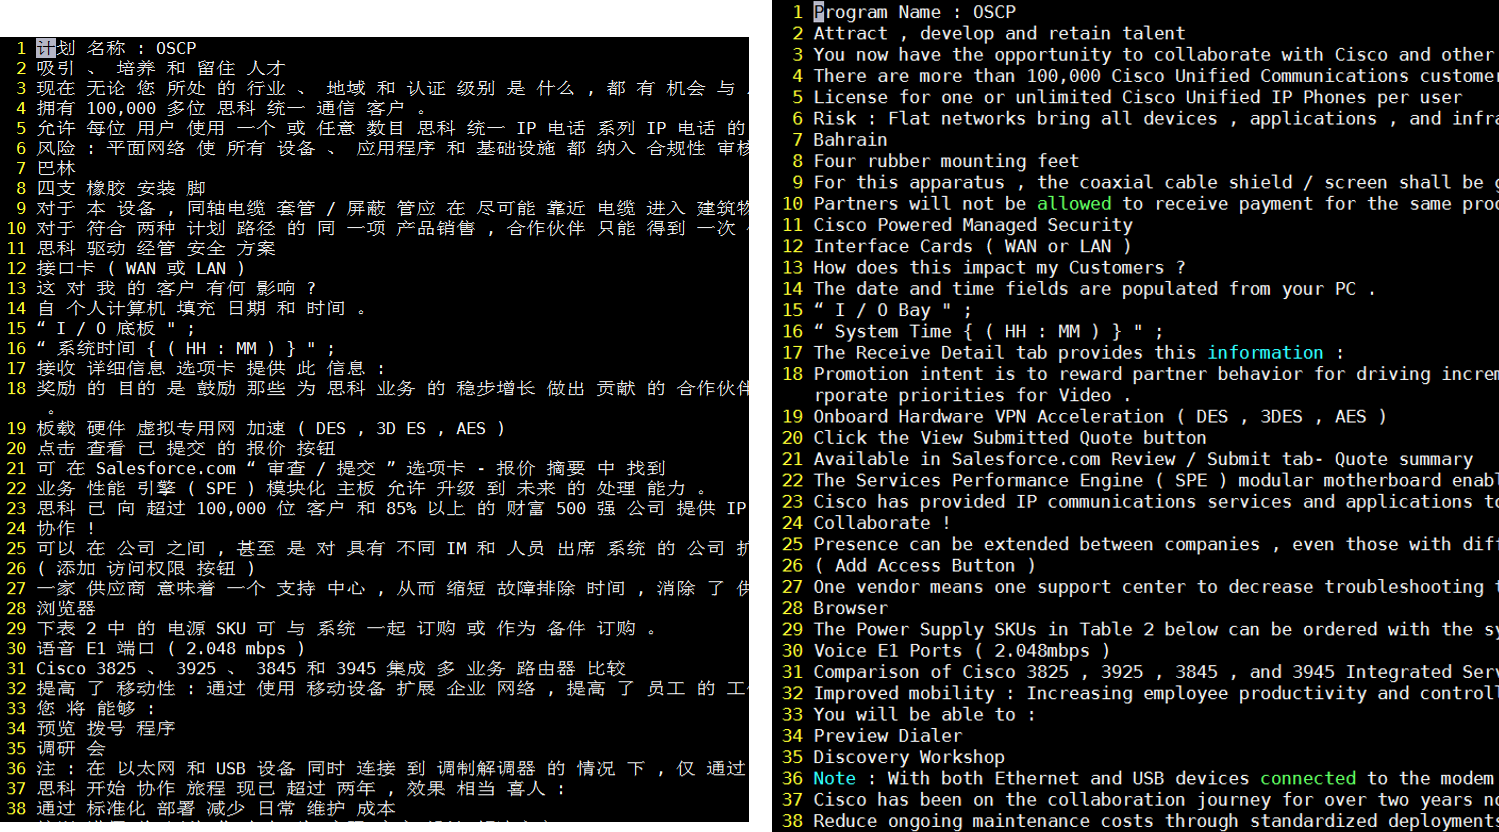 1 计划 名称 : OSCP
2 吸引 、 培养 和 留住 人才
3 现在 无论 您 所处 的 行业 、 地域 和 认证 级别 是 什么 , 都 有 机会 与
4 拥有 100,000 多位 思科 统一 通信 客户 。
5 允许 每位 用户 使用 一个 或 任意 数目 思科 统一 IP 电话 系列 IP 电话 的
6 风险 : 平面网络 使 所有 设备 、 应用程序 和 基础设施 都 纳入 合规性 审核
7 巴林
8 四支 橡胶 安装 脚
9 对于 本 设备 , 同轴电缆 套管 / 屏蔽 管应 在 尽可能 靠近 电缆 进入 建筑物
10 对于 符合 两种 计划 路径 的 同 一项 产品销售 , 合作伙伴 只能 得到 一次
11 思科 驱动 经管 安全 方案
12 接口卡 ( WAN 或 LAN )
13 这 对 我 的 客户 有何 影响 ?
14 自 个人计算机 填充 日期 和 时间 。
15 “ I / O 底板 " ;
16 “ 系统时间 { ( HH : MM ) } " ;
17 接收 详细信息 选项卡 提供 此 信息 :
18 奖励 的 目的 是 鼓励 那些 为 思科 业务 的 稳步增长 做出 贡献 的 合作伙伴
。
19 板载 硬件 虚拟专用网 加速 ( DES , 3D ES , AES )
20 点击 查看 已 提交 的 报价 按钮
21 可 在 Salesforce.com “ 审查 / 提交 ” 选项卡 - 报价 摘要 中 找到
22 业务 性能 引擎 ( SPE ) 模块化 主板 允许 升级 到 未来 的 处理 能力 。
23 思科 已 向 超过 100,000 位 客户 和 85% 以上 的 财富 500 强 公司 提供 IP
24 协作 !
25 可以 在 公司 之间 , 甚至 是 对 具有 不同 IM 和 人员 出席 系统 的 公司 扩
26 ( 添加 访问权限 按钮 )
27 一家 供应商 意味着 一个 支持 中心 , 从而 缩短 故障排除 时间 , 消除 了 供
28 浏览器
29 下表 2 中 的 电源 SKU 可 与 系统 一起 订购 或 作为 备件 订购 。
30 语音 E1 端口 ( 2.048 mbps )
31 Cisco 3825 、 3925 、 3845 和 3945 集成 多 业务 路由器 比较
32 提高 了 移动性 : 通过 使用 移动设备 扩展 企业 网络 , 提高 了 员工 的 工
33 您 将 能够 :
34 预览 拨号 程序
35 调研 会
36 注 : 在 以太网 和 USB 设备 同时 连接 到 调制解调器 的 情况 下 , 仅 通过
37 思科 开始 协作 旅程 现已 超过 两年 , 效果 相当 喜人 :
38 通过 标准化 部署 减少 日常 维护 成本
1 Program Name : OSCP
2 Attract , develop and retain talent
3 You now have the opportunity to collaborate with Cisco and other
4 There are more than 100,000 Cisco Unified Communications customer
5 License for one or unlimited Cisco Unified IP Phones per user
6 Risk : Flat networks bring all devices , applications , and infra
7 Bahrain
8 Four rubber mounting feet
9 For this apparatus , the coaxial cable shield / screen shall be g
10 Partners will not be allowed to receive payment for the same prod
11 Cisco Powered Managed Security
12 Interface Cards ( WAN or LAN )
13 How does this impact my Customers ?
14 The date and time fields are populated from your PC .
15 “ I / O Bay " ;
16 “ System Time { ( HH : MM ) } " ;
17 The Receive Detail tab provides this information :
18 Promotion intent is to reward partner behavior for driving increm
rporate priorities for Video .
19 Onboard Hardware VPN Acceleration ( DES , 3DES , AES )
20 Click the View Submitted Quote button
21 Available in Salesforce.com Review / Submit tab- Quote summary
22 The Services Performance Engine ( SPE ) modular motherboard enabl
23 Cisco has provided IP communications services and applications to
24 Collaborate !
25 Presence can be extended between companies , even those with diff
26 ( Add Access Button )
27 One vendor means one support center to decrease troubleshooting t
28 Browser
29 The Power Supply SKUs in Table 2 below can be ordered with the sy
30 Voice E1 Ports ( 2.048mbps )
31 Comparison of Cisco 3825 , 3925 , 3845 , and 3945 Integrated Serv
32 Improved mobility : Increasing employee productivity and controll
33 You will be able to :
34 Preview Dialer
35 Discovery Workshop
36 Note : With both Ethernet and USB devices connected to the modem
37 Cisco has been on the collaboration journey for over two years no
38 Reduce ongoing maintenance costs through standardized deployments